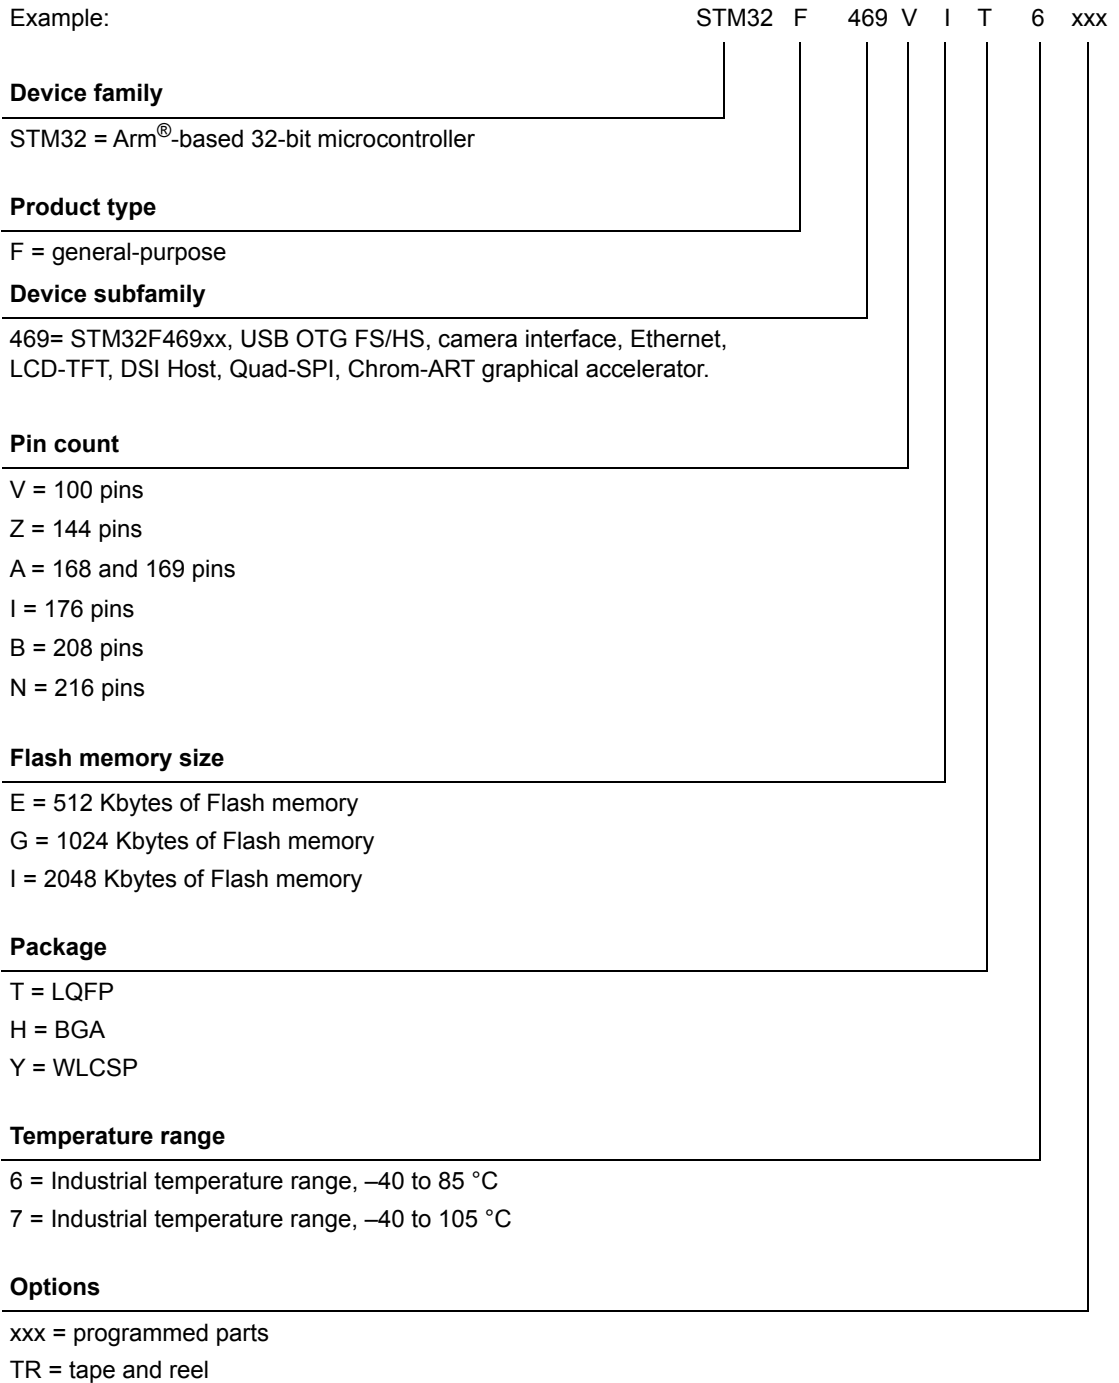 Example: STM32 F 469 V I T 6 xxx
Device family
STM32 = Arm®-based 32-bit microcontroller
Product type
F = general-purpose
Device subfamily
469= STM32F469xx, USB OTG FS/HS, camera interface, Ethernet,
LCD-TFT, DSI Host, Quad-SPI, Chrom-ART graphical accelerator.
Pin count
V = 100 pins
Z = 144 pins
A = 168 and 169 pins
I = 176 pins
B = 208 pins
N = 216 pins
Flash memory size
E = 512 Kbytes of Flash memory
G = 1024 Kbytes of Flash memory
I = 2048 Kbytes of Flash memory
Package
T = LQFP
H = BGA
Y = WLCSP
Temperature range
6 = Industrial temperature range, –40 to 85 °C
7 = Industrial temperature range, –40 to 105 °C
Options
xxx = programmed parts
TR = tape and reel